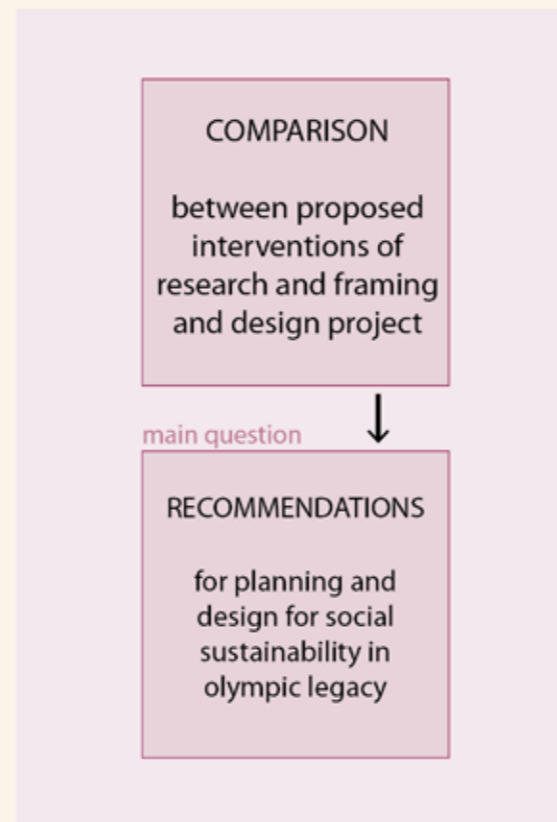 COMPARISON
between proposed
interventions of
research and framing
and design project
main question
RECOMMENDATIONS
for planning and
design for social
sustainability in
olympic legacy